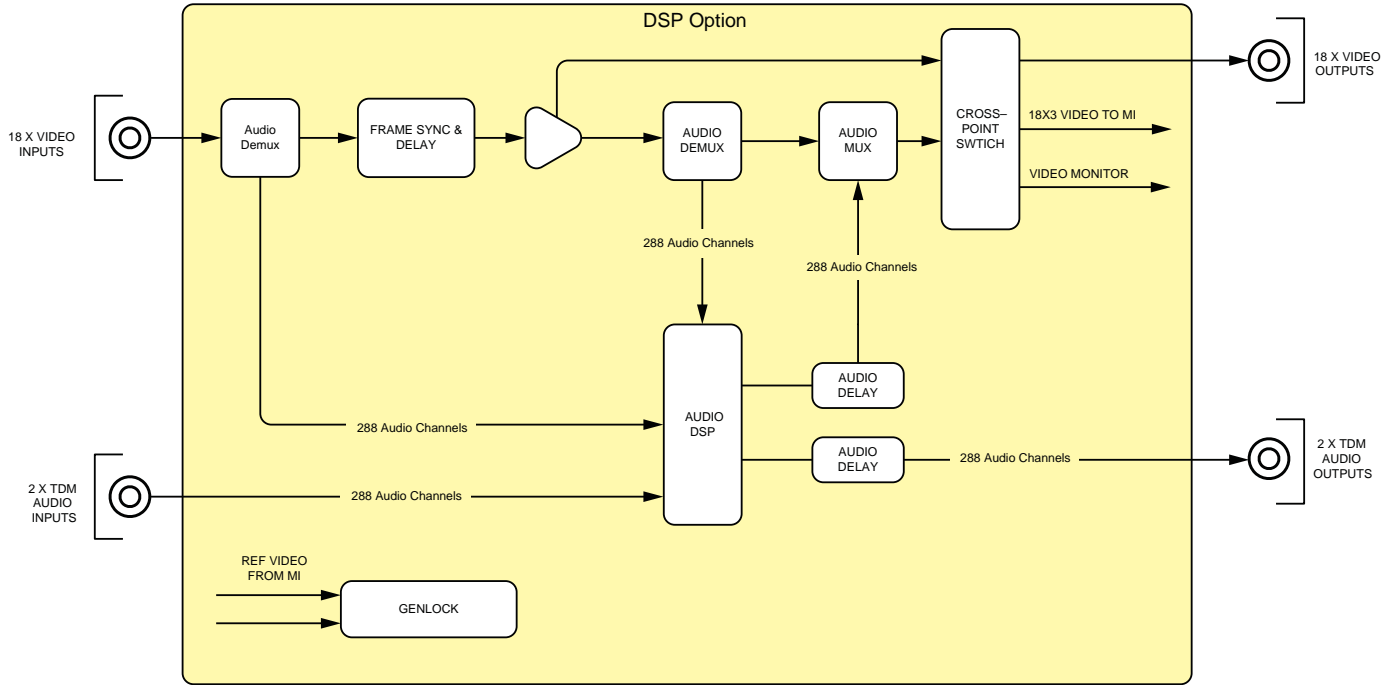 DSP Option
18 X VIDEO
INPUTS
Audio
Demux
FRAME SYNC &
DELAY
AUDIO
DEMUX
AUDIO
MUX
CROSS–
POINT
SWTICH
18 X VIDEO
OUTPUTS
18X3 VIDEO TO MI
VIDEO MONITOR
288 Audio Channels
288 Audio Channels
AUDIO
DSP
AUDIO
DELAY
288 Audio Channels
AUDIO
DELAY
288 Audio Channels
2 X TDM
AUDIO
OUTPUTS
2 X TDM
AUDIO
INPUTS
288 Audio Channels
REF VIDEO
FROM MI
GENLOCK